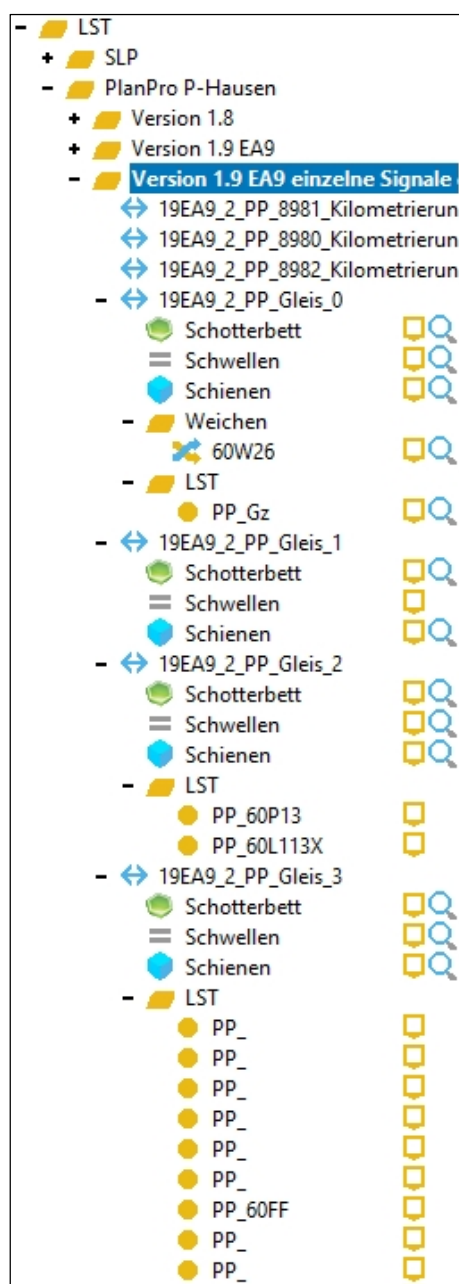 LST
SLP
PlanPro P-Hausen
Version 1.8
Version 1.9 EA9
Version 1.9 EA9 einzelne Signale
19EA9_2_PP_8981_Kilometrierun
19EA9_2_PP_8980_Kilometrierun
19EA9_2_PP_8982_Kilometrierun
19EA9_2_PP_Gleis_0
Schotterbett
Schwellen
Schienen
Weichen
60W26
LST
PP_Gz
19EA9_2_PP_Gleis_1
Schotterbett
Schwellen
Schienen
19EA9_2_PP_Gleis_2
Schotterbett
Schwellen
Schienen
LST
PP_60P13
PP_60L113X
19EA9_2_PP_Gleis_3
Schotterbett
Schwellen
Schienen
LST
PP_
PP_
PP_
PP_
PP_
PP_
PP_60FF
PP_
PP_